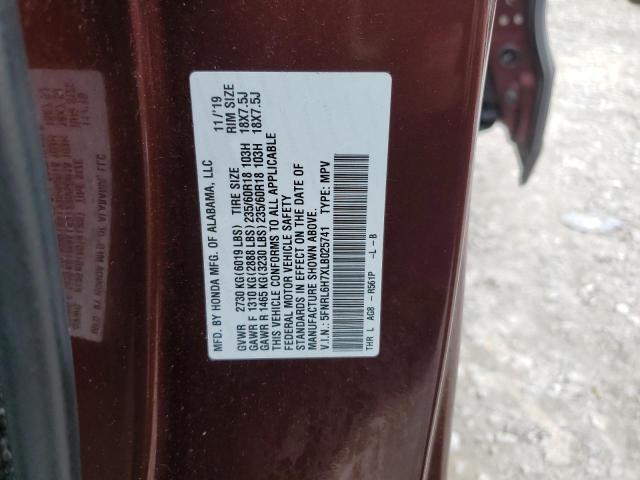 MFD. BY HONDA MFG. OF ALABAMA, LLC 11/'19
TIRE SIZE RIM SIZE
GVWR 2730 KG(6019 LBS)
GAWR F 1310 KG(2888 LBS) 235/60R18 103H 18X7.5J
GAWR R 1465 KG(3230 LBS) 235/60R18 103H 18X7.5J
THIS VEHICLE CONFORMS TO ALL APPLICABLE
FEDERAL MOTOR VEHICLE SAFETY
STANDARDS IN EFFECT ON THE DATE OF
MANUFACTURE SHOWN ABOVE.
V.I.N.: 5FNRL6H7XLB025741 TYPE: MPV
THR L AGB - R561P -L-B